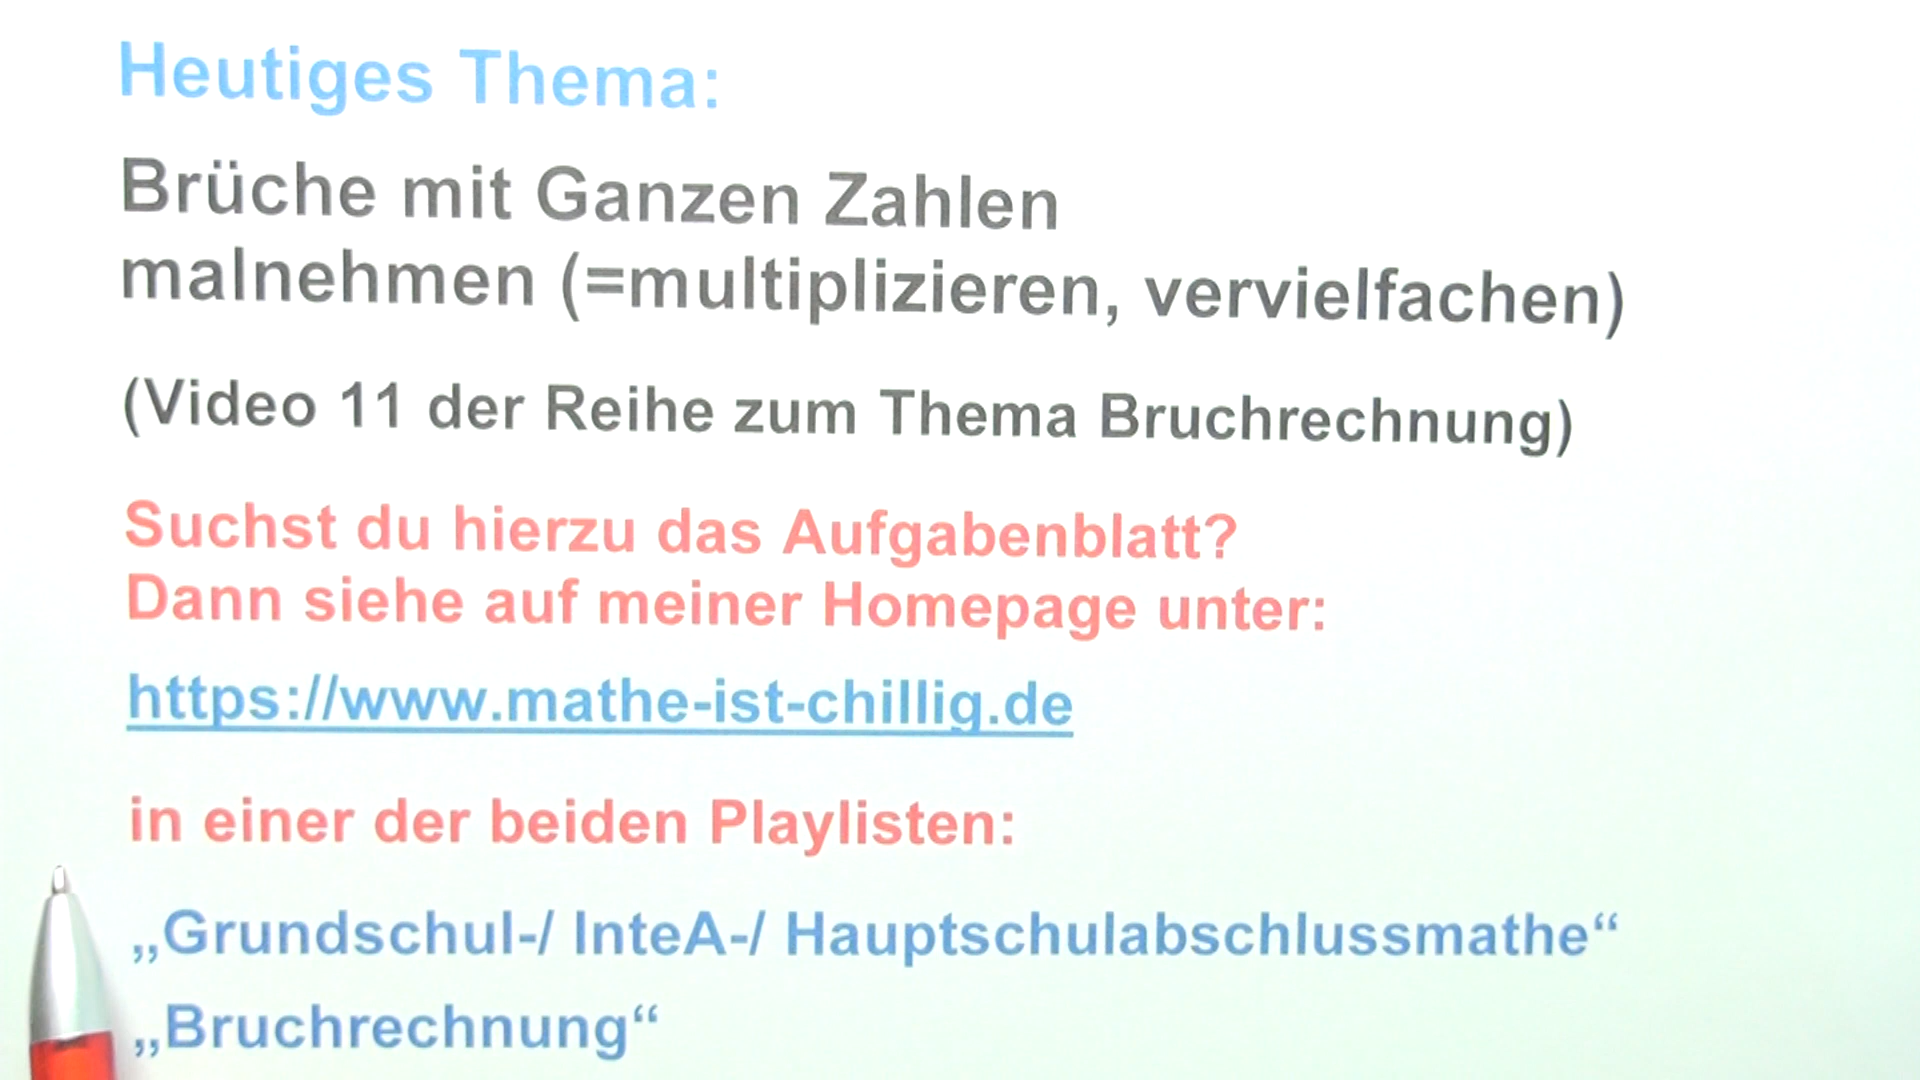 Heutiges Thema:
Brüche mit Ganzen Zahlen
malnehmen (=multiplizieren, vervielfachen)
(Video 11 der Reihe zum Thema Bruchrechnung)
Suchst du hierzu das Aufgabenblatt?
Dann siehe auf meiner Homepage unter:
https://www.mathe-ist-chillig.de
in einer der beiden Playlisten:
„Grundschul-/ InteA-/ Hauptschulabschlussmathe“
„Bruchrechnung“